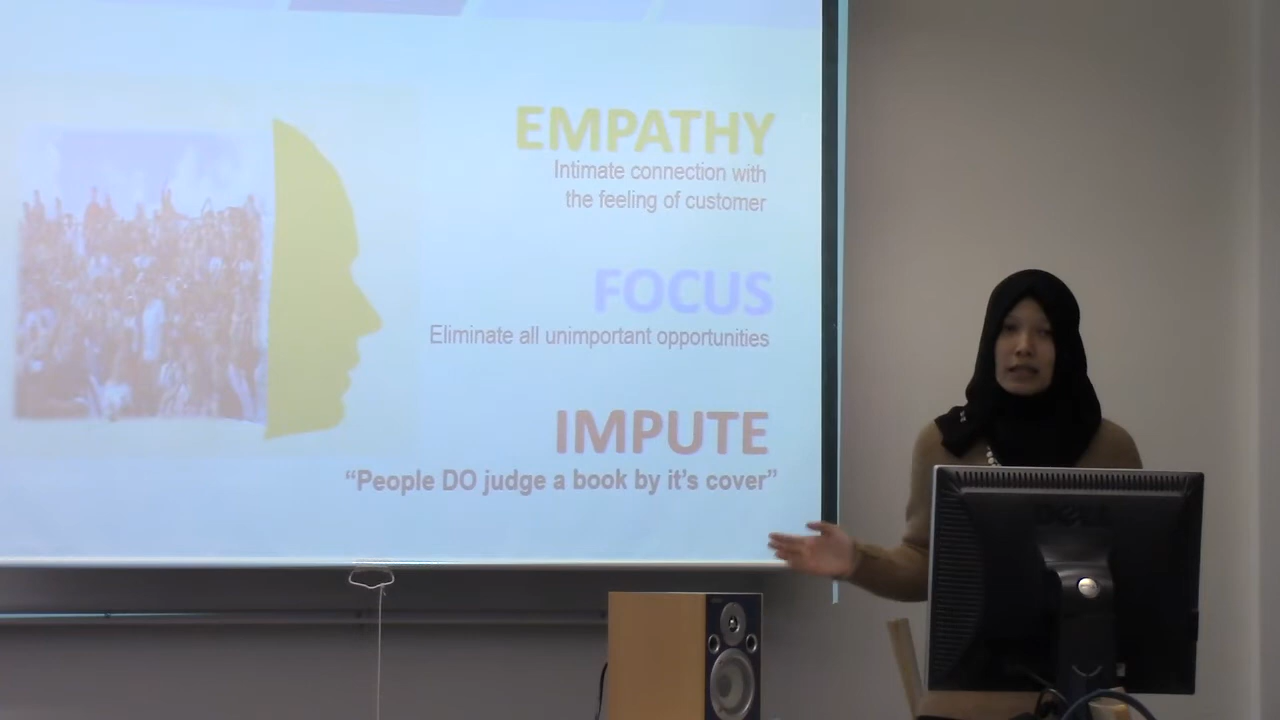 EMPATHY
Intimate connection with
the feeling of customer
FOCUS
Eliminate all unimportant opportunities
IMPUTE
“People DO judge a book by it’s cover”
DELL